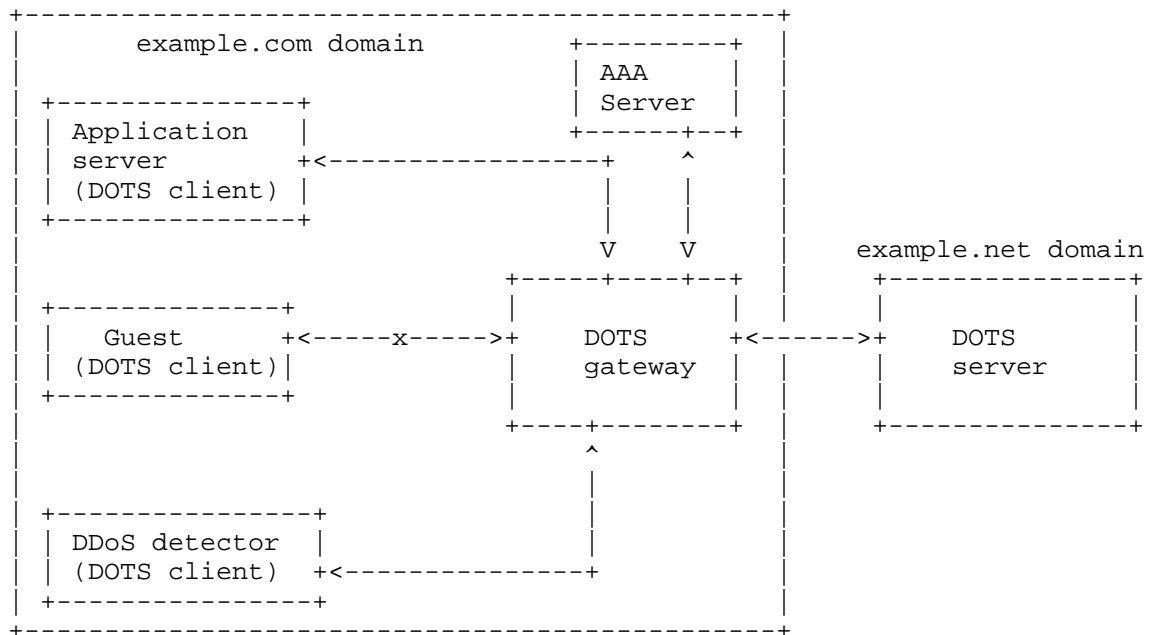 example.com domain
AAA
Server
Application
server
(DOTS client)
example.net domain
Guest
(DOTS client)
x
DOTS
gateway
DOTS
server
DDoS detector
(DOTS client)